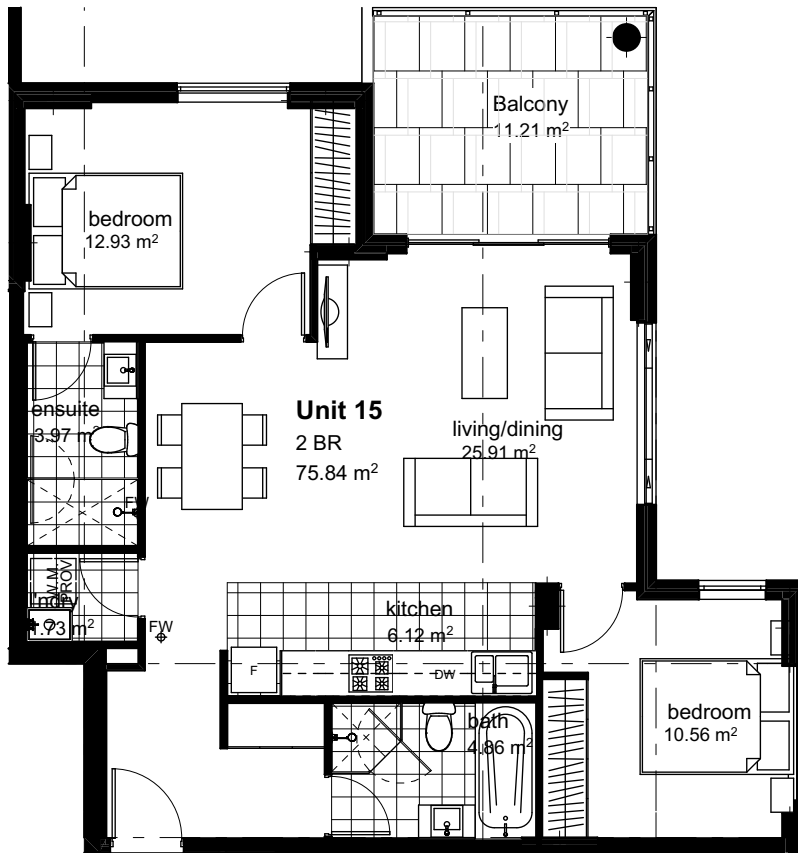 Balcony
11.21 m²
bedroom
12.93 m²
Unit 15
2 BR
75.84 m²
living/dining
25.91 m²
ensuite
3.97 m²
FW
W.M
PROV
l'ndry
1.73 m²
FW
kitchen
6.12 m²
F
DW
bath
4.86 m²
bedroom
10.56 m²